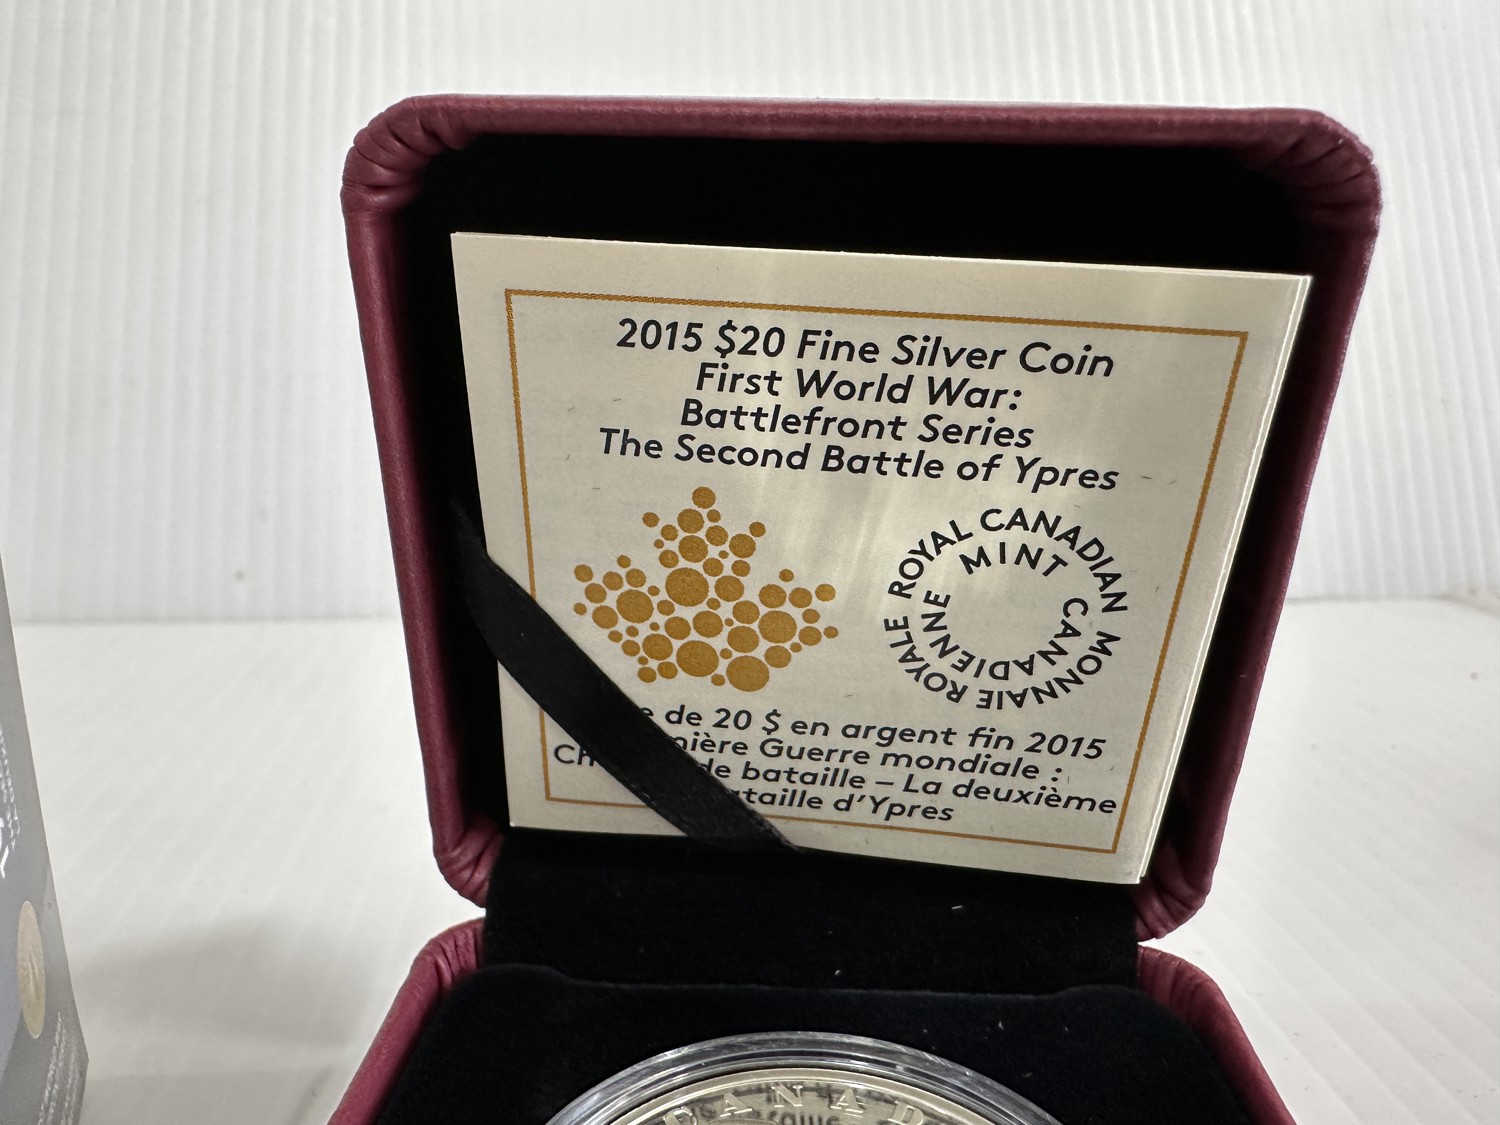 2015 $20 Fine Silver Coin
First World War:
Battlefront Series
The Second Battle of Ypres
ROYAL CANADIAN
MINT
MONNAIE ROYALE
CANADIENNE
de 20 $ en argent fin 2015
Guerre mondiale :
de bataille – La deuxième
d'Ypres
CANAD